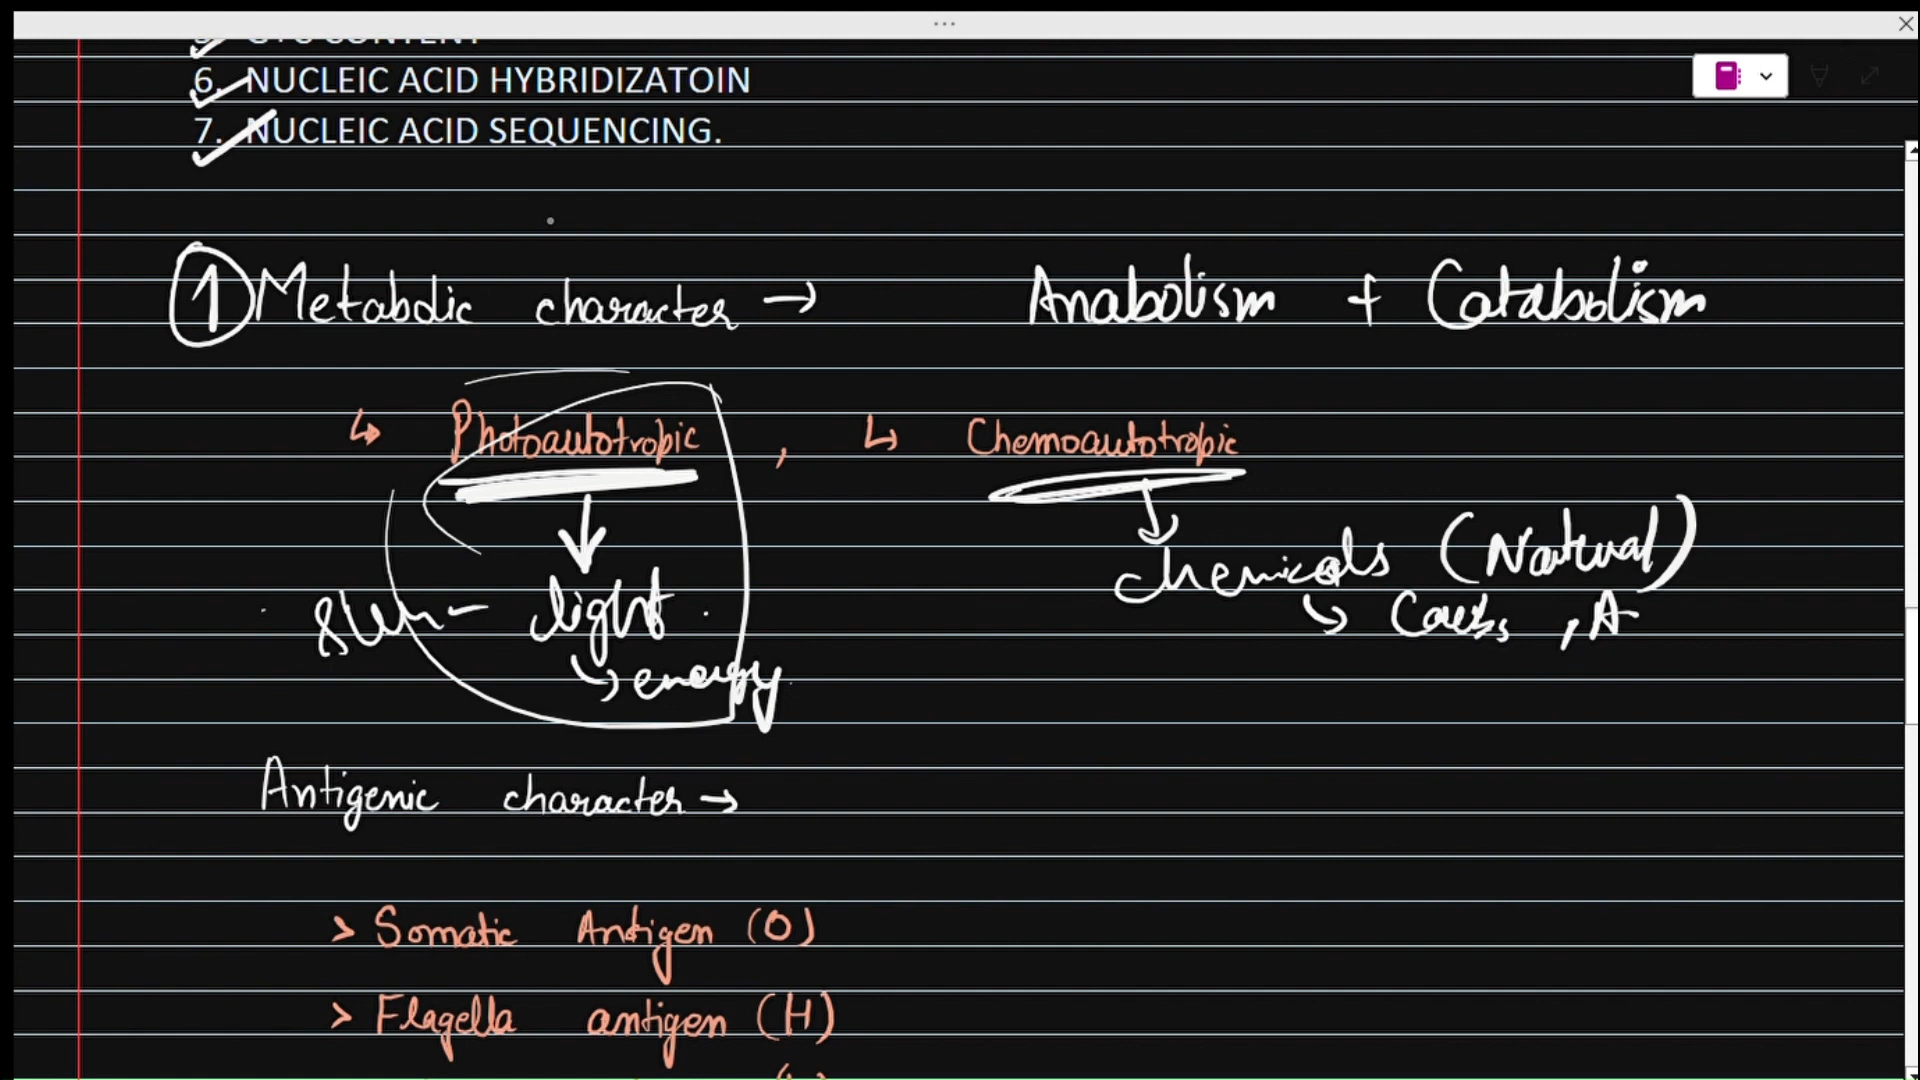 6. NUCLEIC ACID HYBRIDIZATOIN
7. NUCLEIC ACID SEQUENCING.
1 Metabolic character → Anabolism + Catabolism
↳ Photoautotropic , ↳ Chemoautotropic
↓ ↓
chemicals (Natural)
sun - light . ↳ Carbs, , A
↳ energy
Antigenic character →
> Somatic Antigen (O)
> Flagella antigen (H)